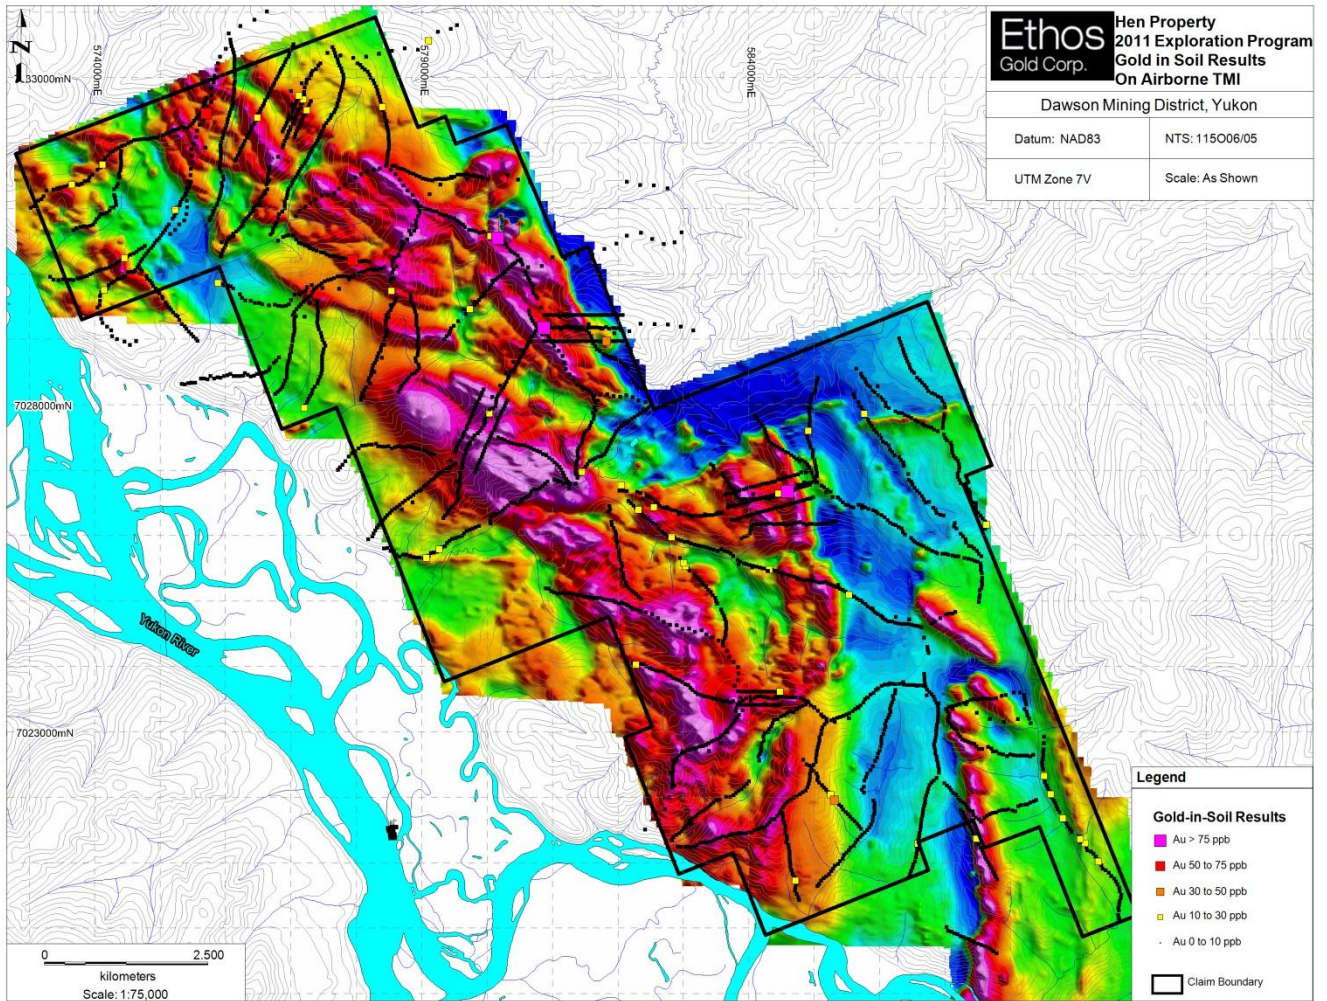 Ethos
Gold Corp.
Hen Property
2011 Exploration Program
Gold in Soil Results
On Airborne TMI
Dawson Mining District, Yukon
Datum: NAD83
NTS: 115O06/05
UTM Zone 7V
Scale: As Shown
N
574000mE
579000mE
584000mE
33000mN
7028000mN
Yukon River
7023000mN
Legend
Gold-in-Soil Results
Au > 75 ppb
Au 50 to 75 ppb
Au 30 to 50 ppb
Au 10 to 30 ppb
Au 0 to 10 ppb
Claim Boundary
0 2.500
kilometers
Scale: 1:75,000